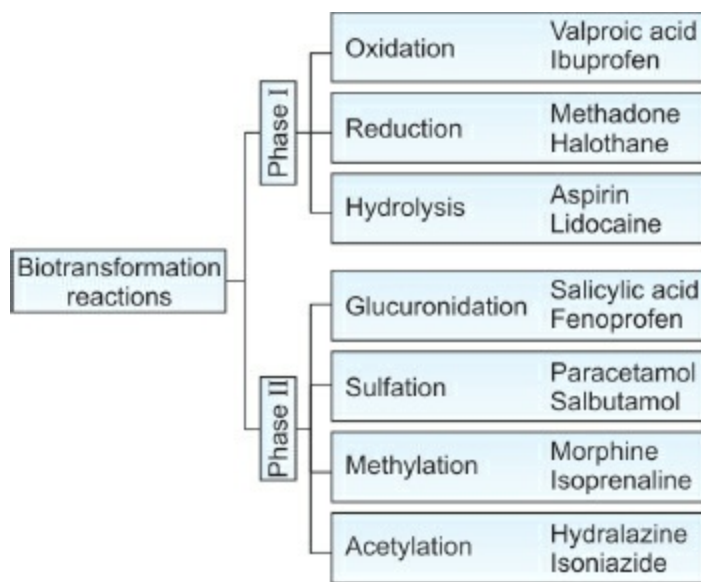 Biotransformation
reactions
Phase I
Oxidation
Valproic acid
Ibuprofen
Reduction
Methadone
Halothane
Hydrolysis
Aspirin
Lidocaine
Phase II
Glucuronidation
Salicylic acid
Fenoprofen
Sulfation
Paracetamol
Salbutamol
Methylation
Morphine
Isoprenaline
Acetylation
Hydralazine
Isoniazide